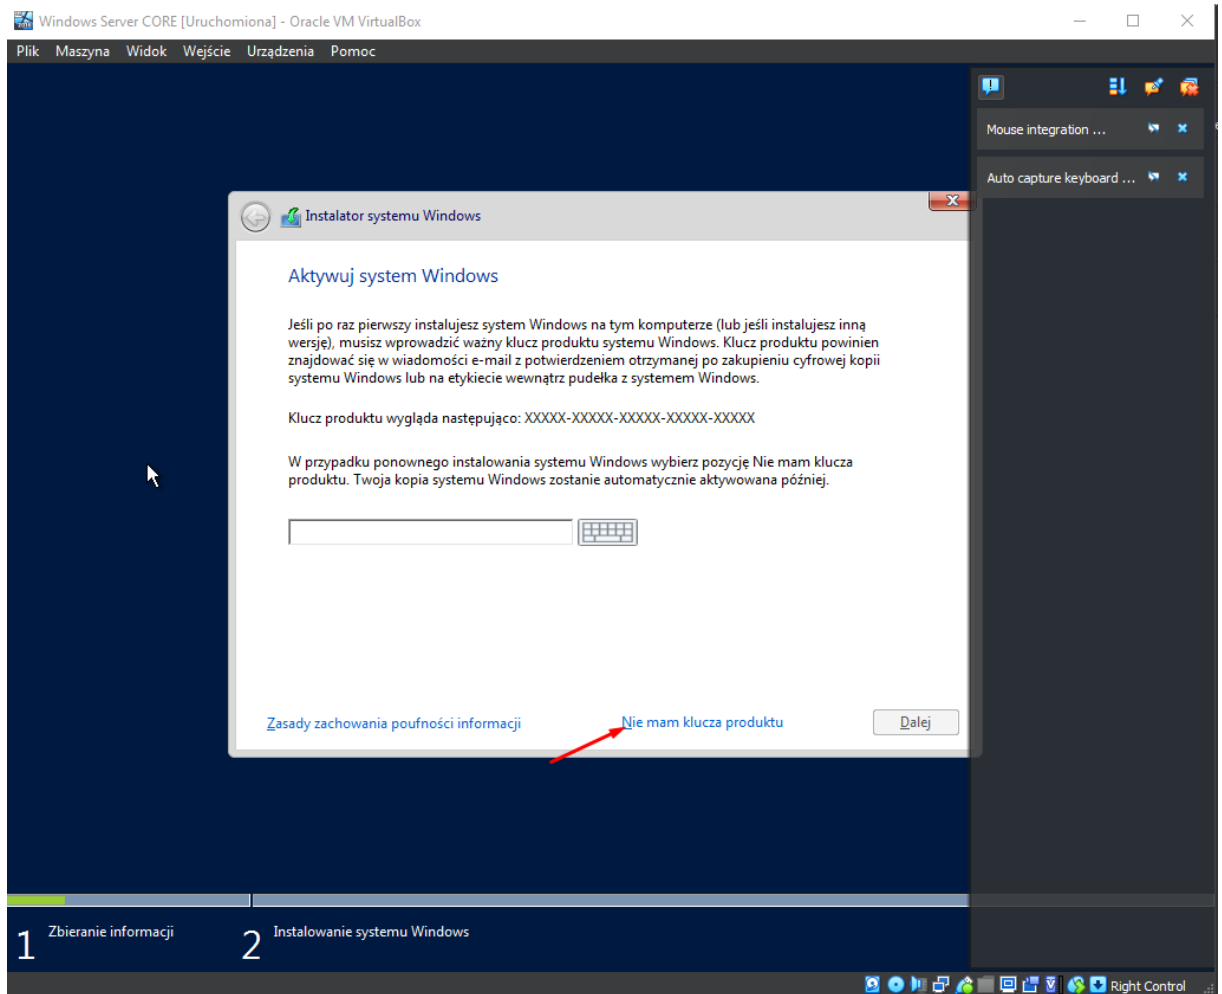 Windows Server CORE [Uruchomiona] - Oracle VM VirtualBox
Plik Maszyna Widok Wejście Urządzenia Pomoc
Mouse integration ...
Auto capture keyboard ...
Instalator systemu Windows
Aktywuj system Windows
Jeśli po raz pierwszy instalujesz system Windows na tym komputerze (lub jeśli instalujesz inną
wersję), musisz wprowadzić ważny klucz produktu systemu Windows. Klucz produktu powinien
znajdować się w wiadomości e-mail z potwierdzeniem otrzymanej po zakupieniu cyfrowej kopii
systemu Windows lub na etykiecie wewnątrz pudełka z systemem Windows.
Klucz produktu wygląda następująco: XXXXX-XXXXX-XXXXX-XXXXX-XXXXX
W przypadku ponownego instalowania systemu Windows wybierz pozycję Nie mam klucza
produktu. Twoja kopia systemu Windows zostanie automatycznie aktywowana później.
Zasady zachowania poufności informacji
Nie mam klucza produktu
Dalej
1 Zbieranie informacji
2 Instalowanie systemu Windows
Right Control